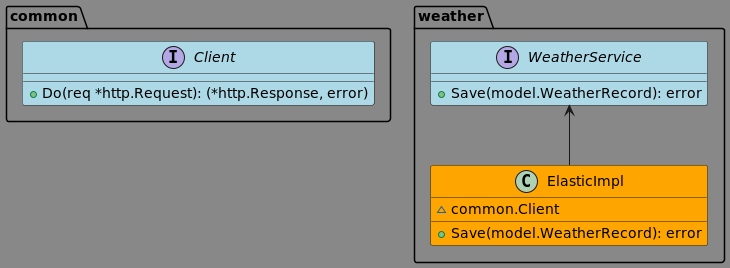 common
I Client
Do(req *http.Request): (*http.Response, error)
weather
I WeatherService
Save(model.WeatherRecord): error
C ElasticImpl
common.Client
Save(model.WeatherRecord): error